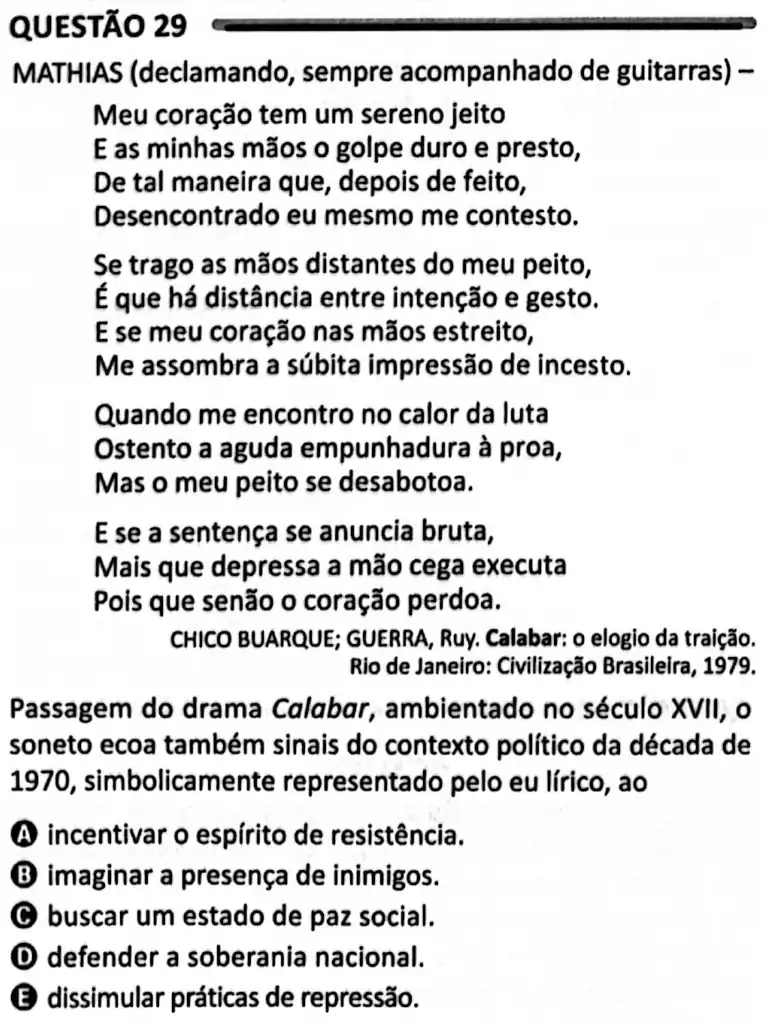 QUESTÃO 29
MATHIAS (declamando, sempre acompanhado de guitarras) –
Meu coração tem um sereno jeito
E as minhas mãos o golpe duro e presto,
De tal maneira que, depois de feito,
Desencontrado eu mesmo me contesto.
Se trago as mãos distantes do meu peito,
É que há distância entre intenção e gesto.
E se meu coração nas mãos estreito,
Me assombra a súbita impressão de incesto.
Quando me encontro no calor da luta
Ostento a aguda empunhadura à proa,
Mas o meu peito se desabotoa.
E se a sentença se anuncia bruta,
Mais que depressa a mão cega executa
Pois que senão o coração perdoa.
CHICO BUARQUE; GUERRA, Ruy. Calabar: o elogio da traição.
Rio de Janeiro: Civilização Brasileira, 1979.
Passagem do drama Calabar, ambientado no século XVII, o
soneto ecoa também sinais do contexto político da década de
1970, simbolicamente representado pelo eu lírico, ao
A incentivar o espírito de resistência.
B imaginar a presença de inimigos.
C buscar um estado de paz social.
D defender a soberania nacional.
E dissimular práticas de repressão.